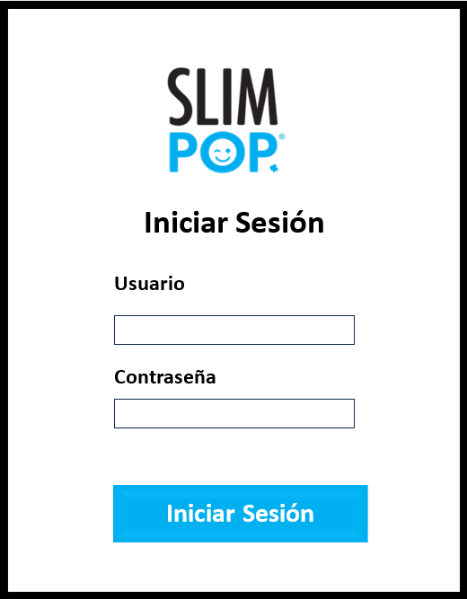 SLIM
POP.®
Iniciar Sesión
Usuario
Contraseña
Iniciar Sesión